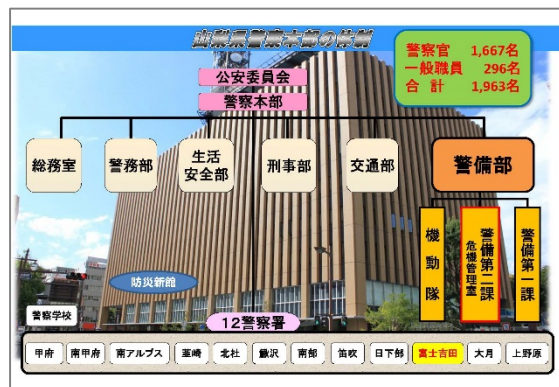 山梨県警察本部の体制
警察官 1,667名
一般職員 296名
合計 1,963名
公安委員会
警察本部
総務室
警務部
生活
安全部
刑事部
交通部
警備部
機動隊
警備第二課
危機管理室
警備第一課
防災新館
警察学校
12警察署
甲府
南甲府
南アルプス
韮崎
北杜
鰍沢
南部
笛吹
日下部
富士吉田
大月
上野原